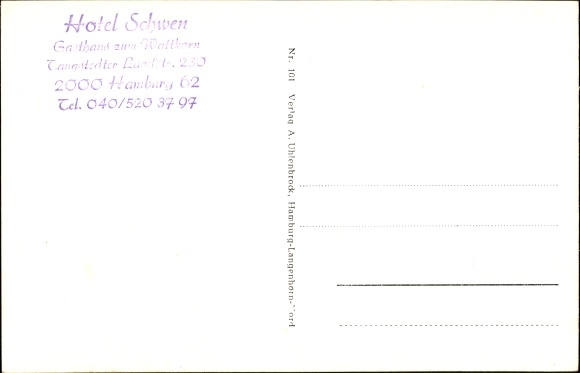 Hotel Schwen
Gasthaus zum Wattkorn
Tangstedter Landstr. 230
2000 Hamburg 62
Tel. 040/520 37 97
Nr. 101 Verlag A. Uhlenbrock, Hamburg-Langenhorn-Nord